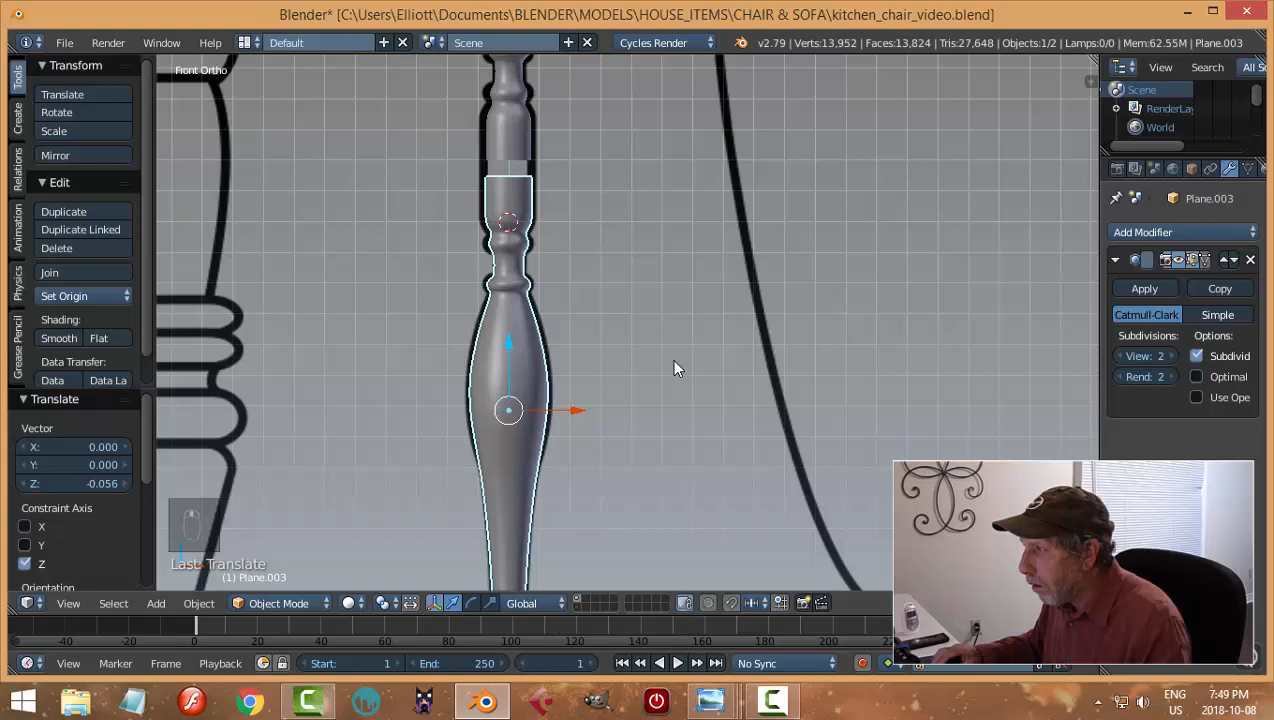 Blender* [C:\Users\Elliott\Documents\BLENDER\MODELS\HOUSE_ITEMS\CHAIR & SOFA\kitchen_chair_video.blend]
File Render Window Help Default Scene Cycles Render v2.79 | Verts:13,952 | Faces:13,824 | Tris:27,648 | Objects:1/2 | Lamps:0/0 | Mem:62.55M | Plane.003
Tools
Create
Relations
Animation
Physics
Grease Pencil
Transform
Translate
Rotate
Scale
Mirror
Edit
Duplicate
Duplicate Linked
Delete
Join
Set Origin
Shading:
Smooth Flat
Data Transfer:
Data Data La
Translate
Vector
X: 0.000
Y: 0.000
Z: -0.056
Constraint Axis
X
Y
Z
Orientation
Front Ortho
Last: Translate
(1) Plane.003
View Search All S
Scene
RenderLay
World
Plane.003
Add Modifier
Apply Copy
Catmull-Clark Simple
Subdivisions: Options:
View: 2 Subdivid
Rend: 2 Optimal
Use Ope
View Select Add Object Object Mode Global
-40 -20 0 20 40 60 80 100 120 140 160 180 200
View Marker Frame Playback Start: 1 End: 250 1 No Sync
ENG 7:49 PM
US 2018-10-08